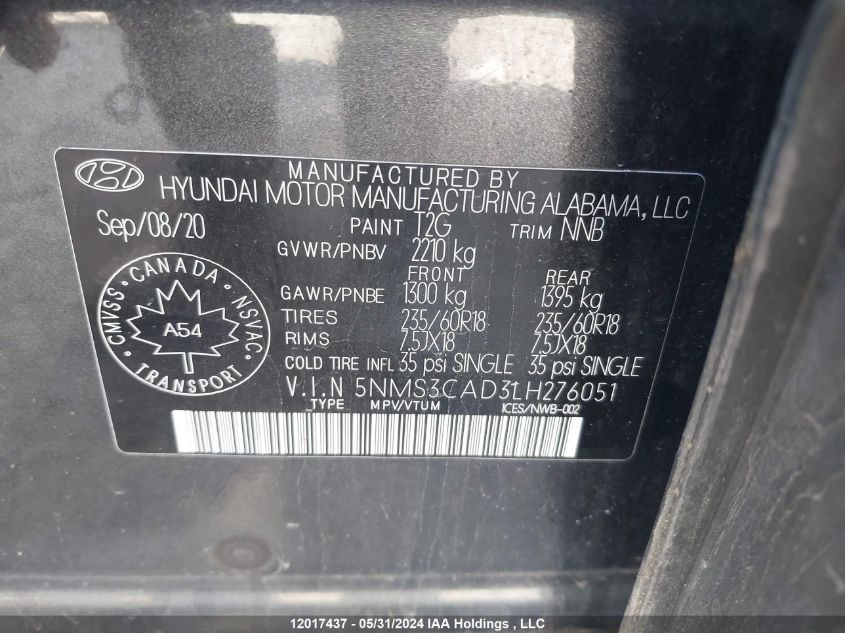 MANUFACTURED BY
HYUNDAI MOTOR MANUFACTURING ALABAMA, LLC
Sep/08/20 PAINT T2G TRIM NNB
GVWR/PNBV 2210 kg
FRONT REAR
GAWR/PNBE 1300 kg 1395 kg
TIRES 235/60R18 235/60R18
RIMS 7.5JX18 7.5JX18
COLD TIRE INFL 35 psi SINGLE 35 psi SINGLE
V.I.N 5NMS3CAD3LH276051
TYPE MPV/VTUM ICES/NWB-002
CMVSS CANADA NSVAC
A54
TRANSPORT
12017437 - 05/31/2024 IAA Holdings , LLC